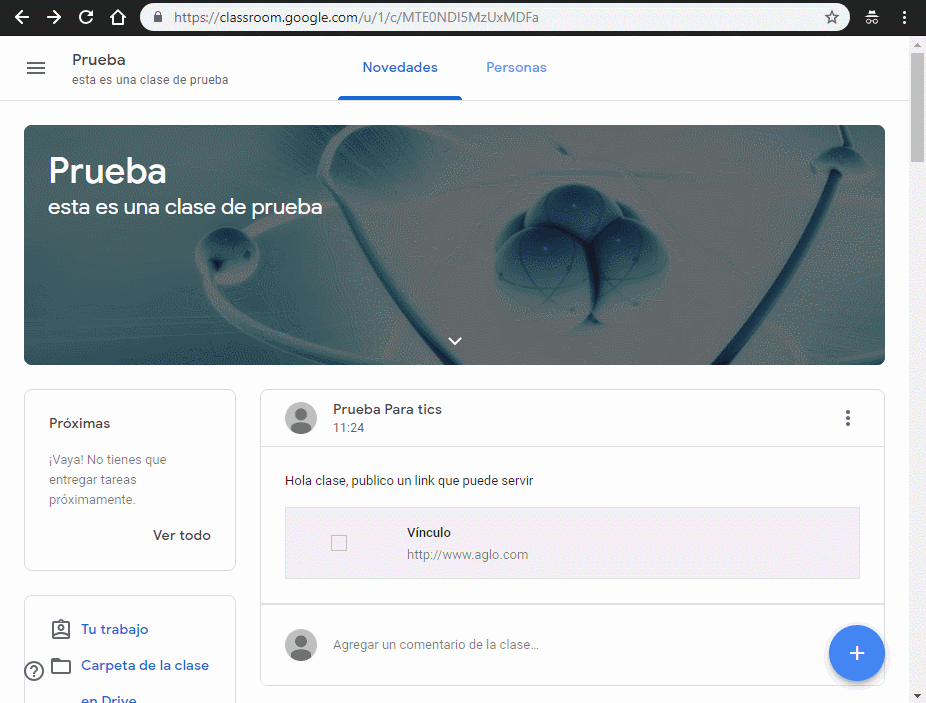 https://classroom.google.com/u/1/c/MTE0NDI5MzUxMDFa
Prueba
esta es una clase de prueba
Novedades
Personas
Prueba
esta es una clase de prueba
Próximas
¡Vaya! No tienes que
entregar tareas
próximamente.
Ver todo
Tu trabajo
Carpeta de la clase
en Drive
Prueba Para tics
11:24
Hola clase, publico un link que puede servir
Vínculo
http://www.aglo.com
Agregar un comentario de la clase...